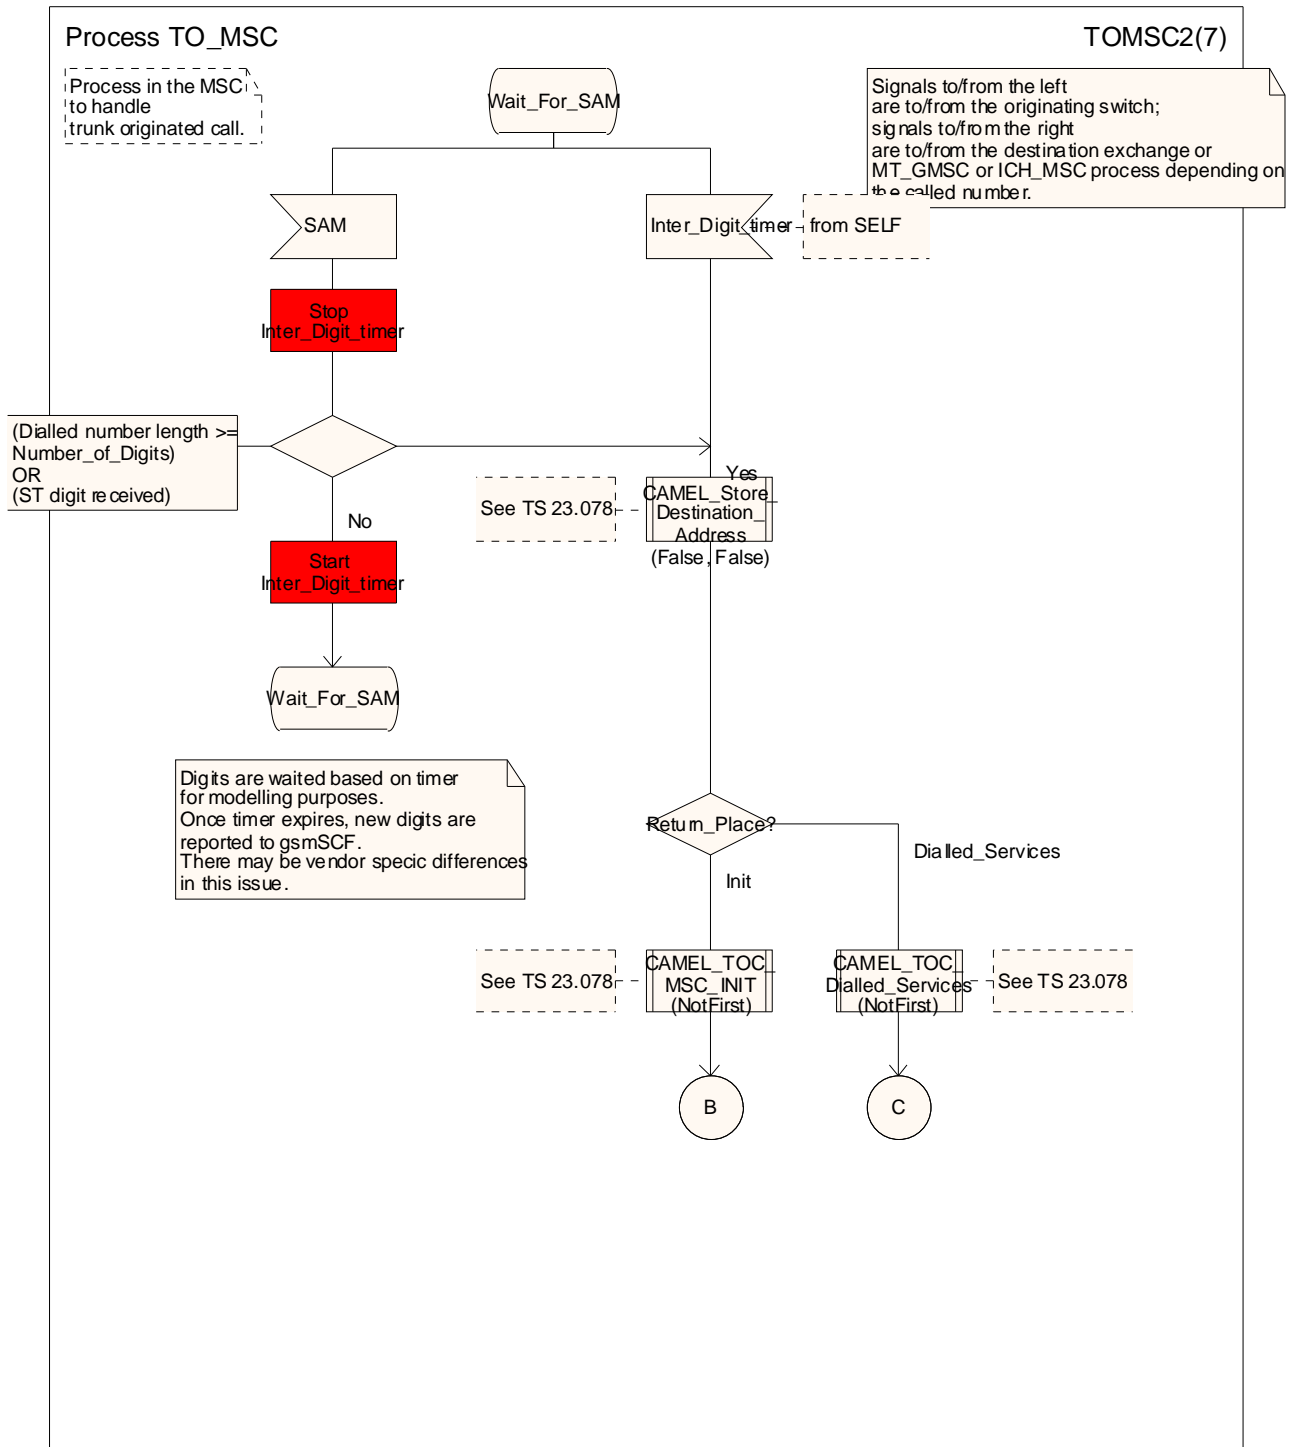 Process TO_MSC
TOMSC2(7)
Process in the MSC
to handle
trunk originated call.
Wait_For_SAM
Signals to/from the left
are to/from the originating switch;
signals to/from the right
are to/from the destination exchange or
MT_GMSC or ICH_MSC process depending on
the called number.
SAM
Inter_Digit_timer
from SELF
Stop
Inter_Digit_timer
(Dialled number length >=
Number_of_Digits)
OR
(ST digit received)
Yes
See TS 23.078
CAMEL_Store_
Destination_
Address
(False, False)
No
Start
Inter_Digit_timer
Wait_For_SAM
Digits are waited based on timer
for modelling purposes.
Once timer expires, new digits are
reported to gsmSCF.
There may be vendor specic differences
in this issue.
Return_Place?
Dialled_Services
Init
See TS 23.078
CAMEL_TOC_
MSC_INIT
(NotFirst)
CAMEL_TOC_
Dialled_Services
(NotFirst)
See TS 23.078
B
C